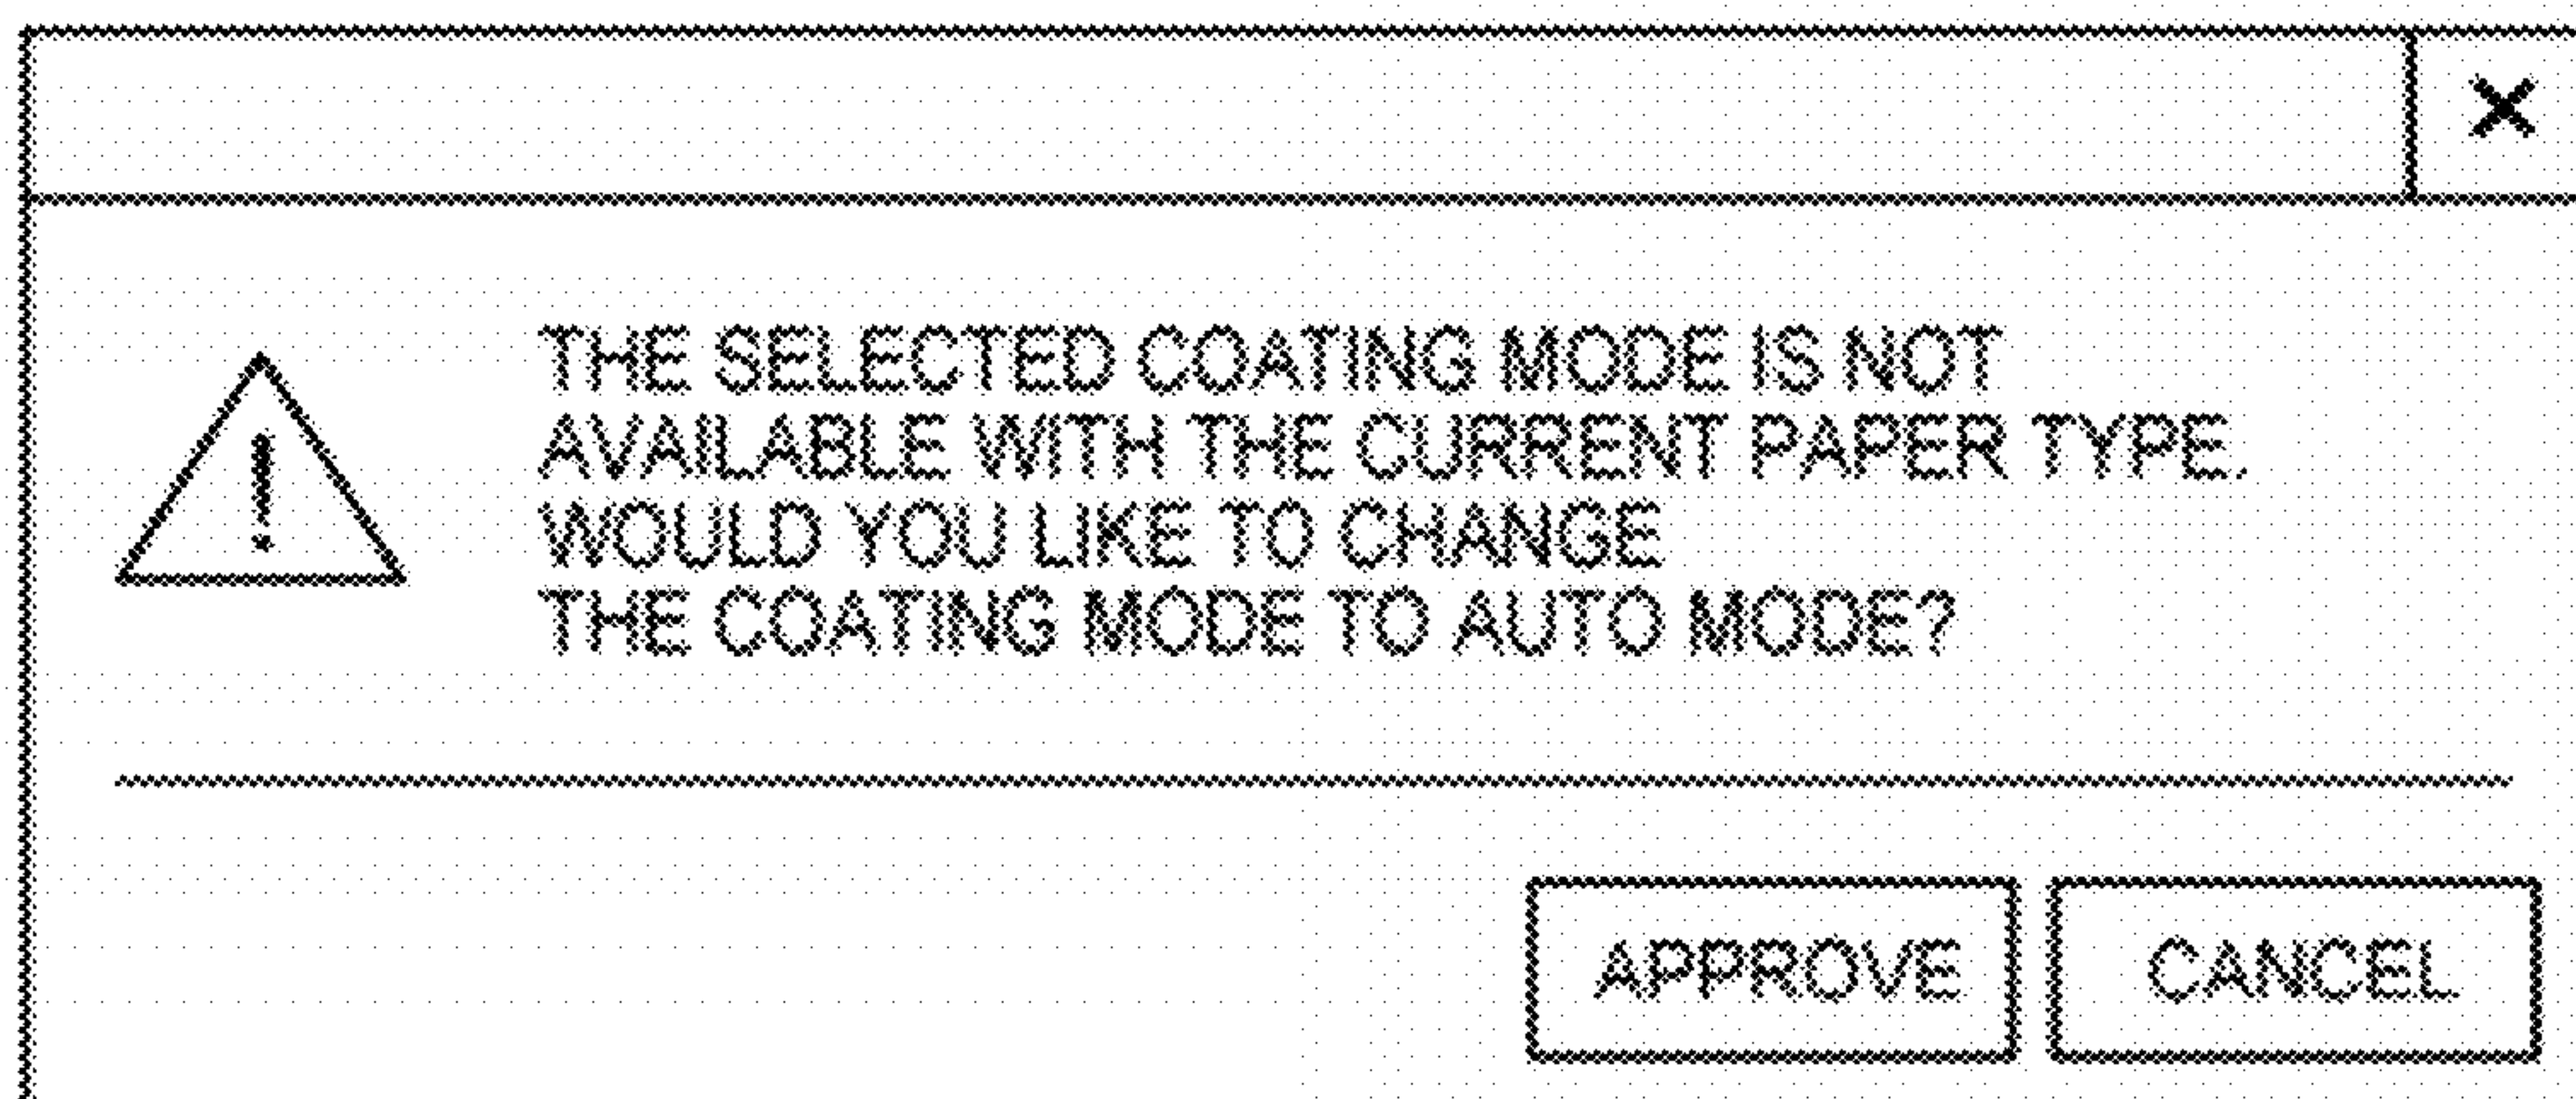 THE SELECTED COATING MODE IS NOT
AVAILABLE WITH THE CURRENT PAPER TYPE.
WOULD YOU LIKE TO CHANGE
THE COATING MODE TO AUTO MODE?
APPROVE CANCEL